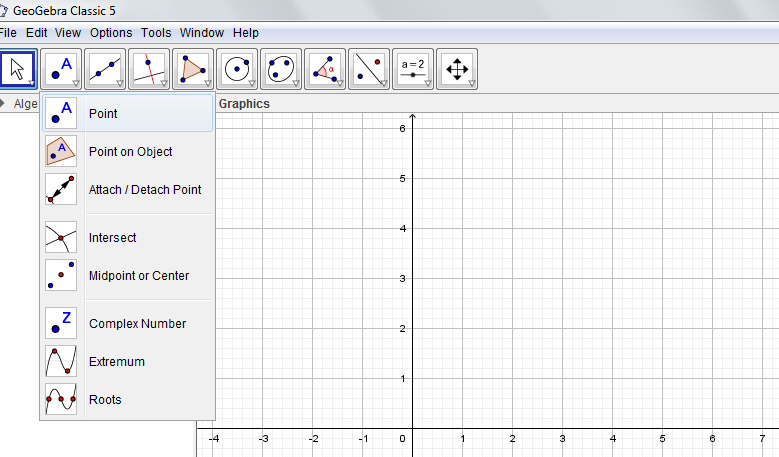 GeoGebra Classic 5
File Edit View Options Tools Window Help
A
α
a=2
Alge
Graphics
A Point
A Point on Object
Attach / Detach Point
Intersect
Midpoint or Center
Z Complex Number
Extremum
Roots
6
5
4
3
2
1
-4 -3 -2 -1 0 1 2 3 4 5 6 7